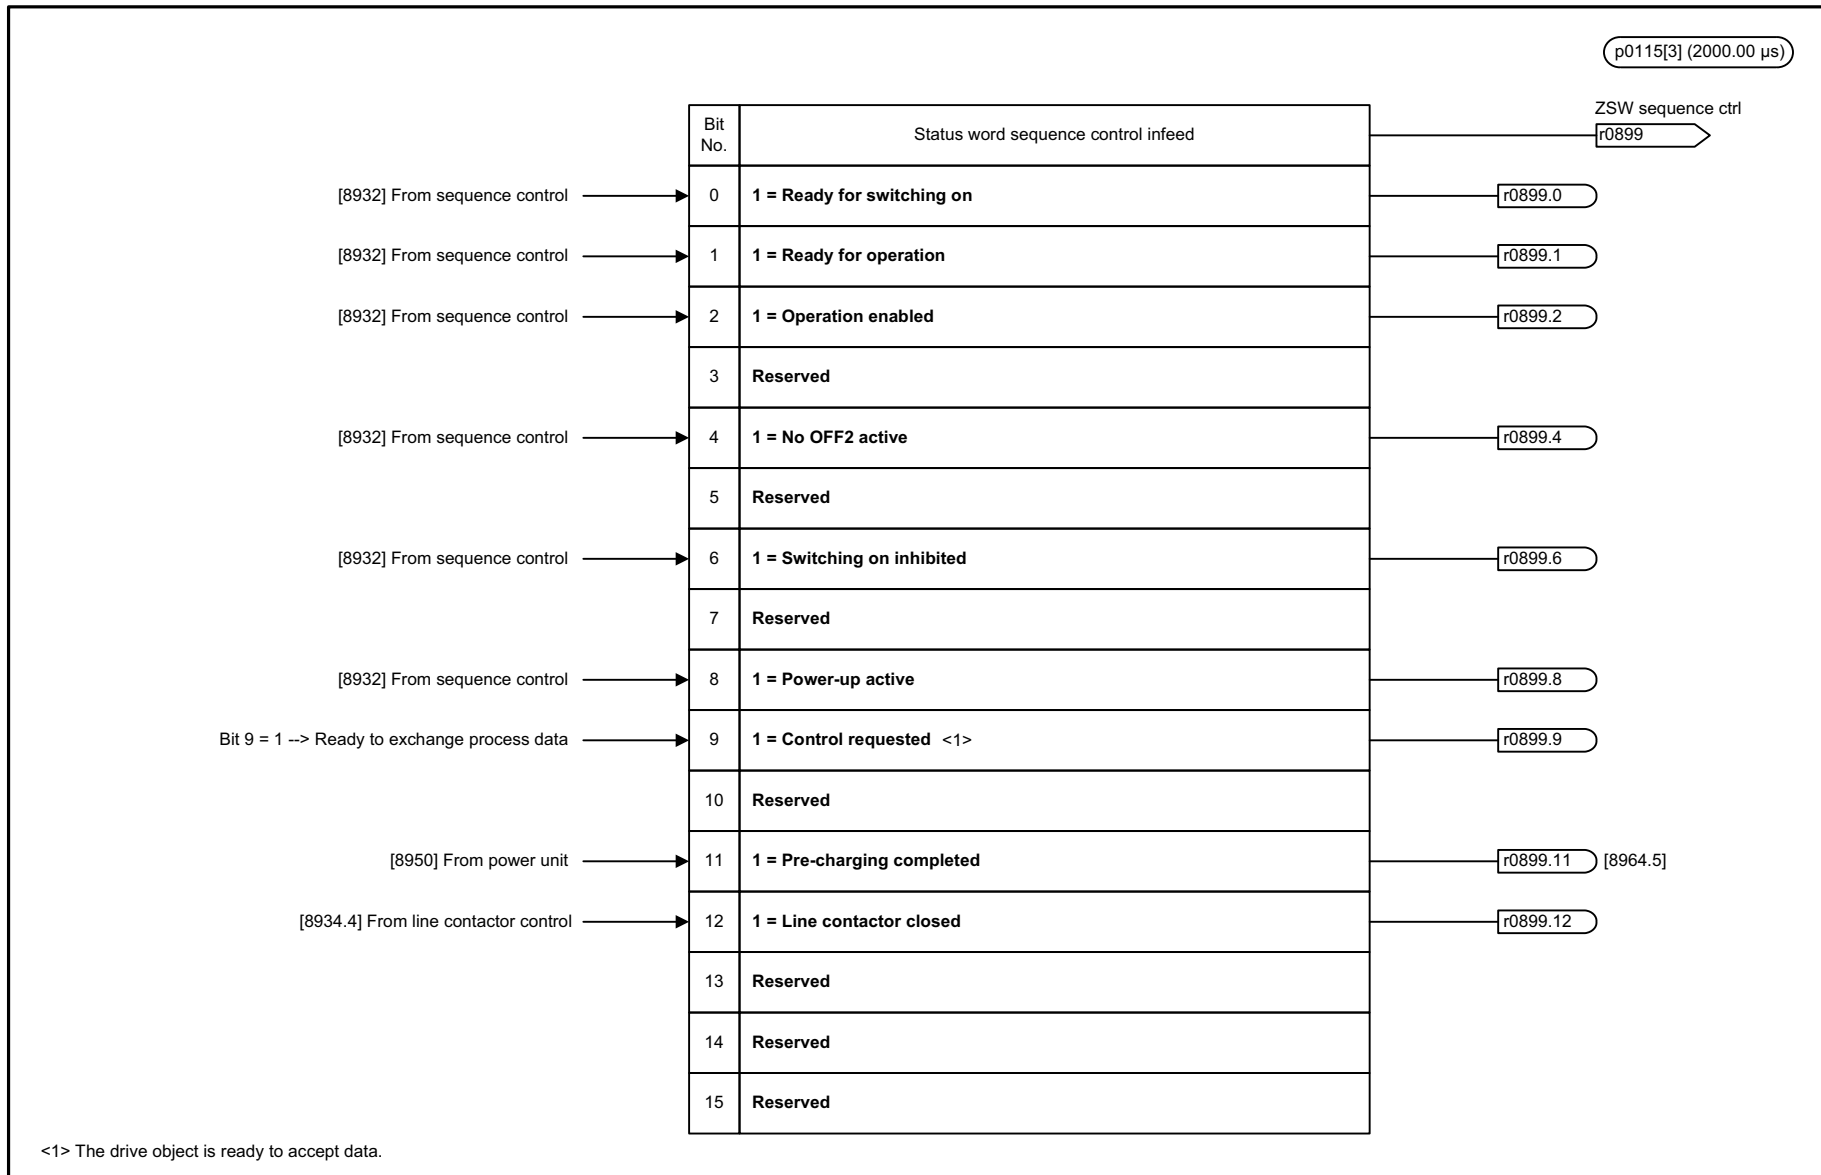 p0115[3] (2000.00 µs)
ZSW sequence ctrl
Bit
No.
Status word sequence control infeed
r0899
[8932] From sequence control 0 1 = Ready for switching on r0899.0
[8932] From sequence control 1 1 = Ready for operation r0899.1
[8932] From sequence control 2 1 = Operation enabled r0899.2
3 Reserved
[8932] From sequence control 4 1 = No OFF2 active r0899.4
5 Reserved
[8932] From sequence control 6 1 = Switching on inhibited r0899.6
7 Reserved
[8932] From sequence control 8 1 = Power-up active r0899.8
Bit 9 = 1 --> Ready to exchange process data 9 1 = Control requested <1> r0899.9
10 Reserved
[8950] From power unit 11 1 = Pre-charging completed r0899.11 [8964.5]
[8934.4] From line contactor control 12 1 = Line contactor closed r0899.12
13 Reserved
14 Reserved
15 Reserved
<1> The drive object is ready to accept data.